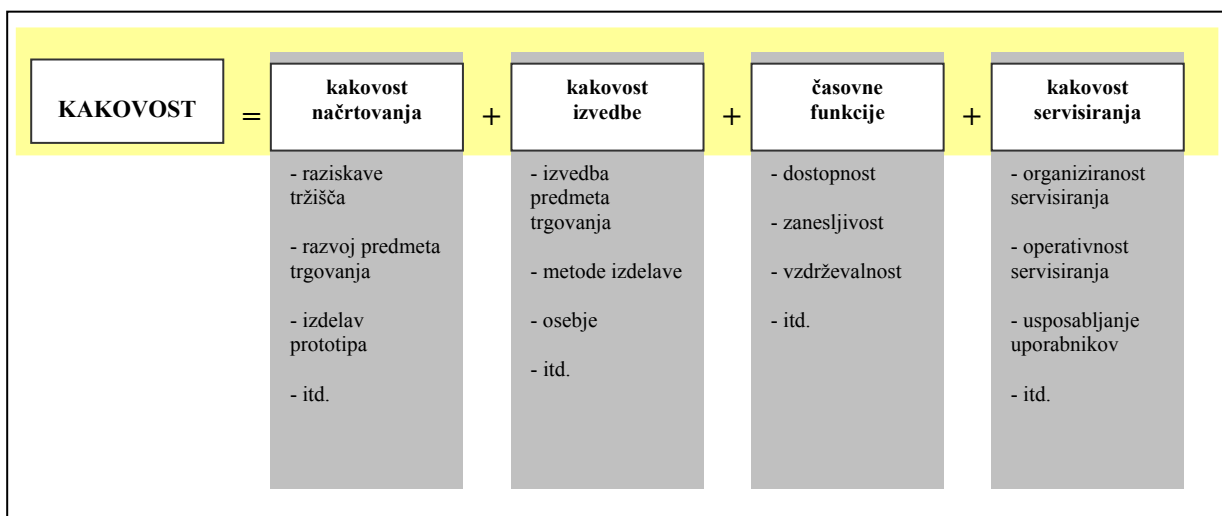 KAKOVOST
=
kakovost
načrtovanja
+
kakovost
izvedbe
+
časovne
funkcije
+
kakovost
servisiranja
- raziskave
tržišča
- razvoj predmeta
trgovanja
- izdelav
prototipa
- itd.
- izvedba
predmeta
trgovanja
- metode izdelave
- osebje
- itd.
- dostopnost
- zanesljivost
- vzdrževalnost
- itd.
- organiziranost
servisiranja
- operativnost
servisiranja
- usposabljanje
uporabnikov
- itd.